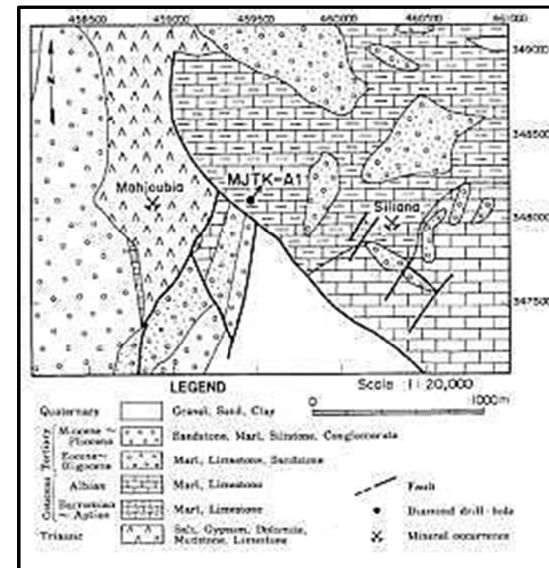 458500 459000 459500 460000 460500 461000
349000
348500
348000
347500
N
Mahjoubia
MJTK-A11
Siliana
LEGEND
Scale 1:20,000
0 1000m
Quaternary Gravel, Sand, Clay
Tertiary
Miocene~Pliocene Sandstone, Marl, Siltstone, Conglomerate
Eocene~Oligocene Marl, Limestone, Sandstone
Albian Marl, Limestone
Barremian~Aptian Marl, Limestone
Triassic Salt, Gypsum, Dolomite, Mudstone, Limestone
Fault
Diamond drill-hole
Mineral occurrence